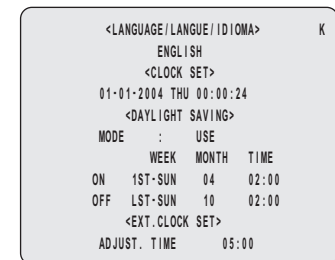 <LANGUAGE/LANGUE/IDIOMA> K
ENGLISH
<CLOCK SET>
01-01-2004 THU 00:00:24
<DAYLIGHT SAVING>
MODE : USE
WEEK MONTH TIME
ON 1ST-SUN 04 02:00
OFF LST-SUN 10 02:00
<EXT.CLOCK SET>
ADJUST. TIME 05:00